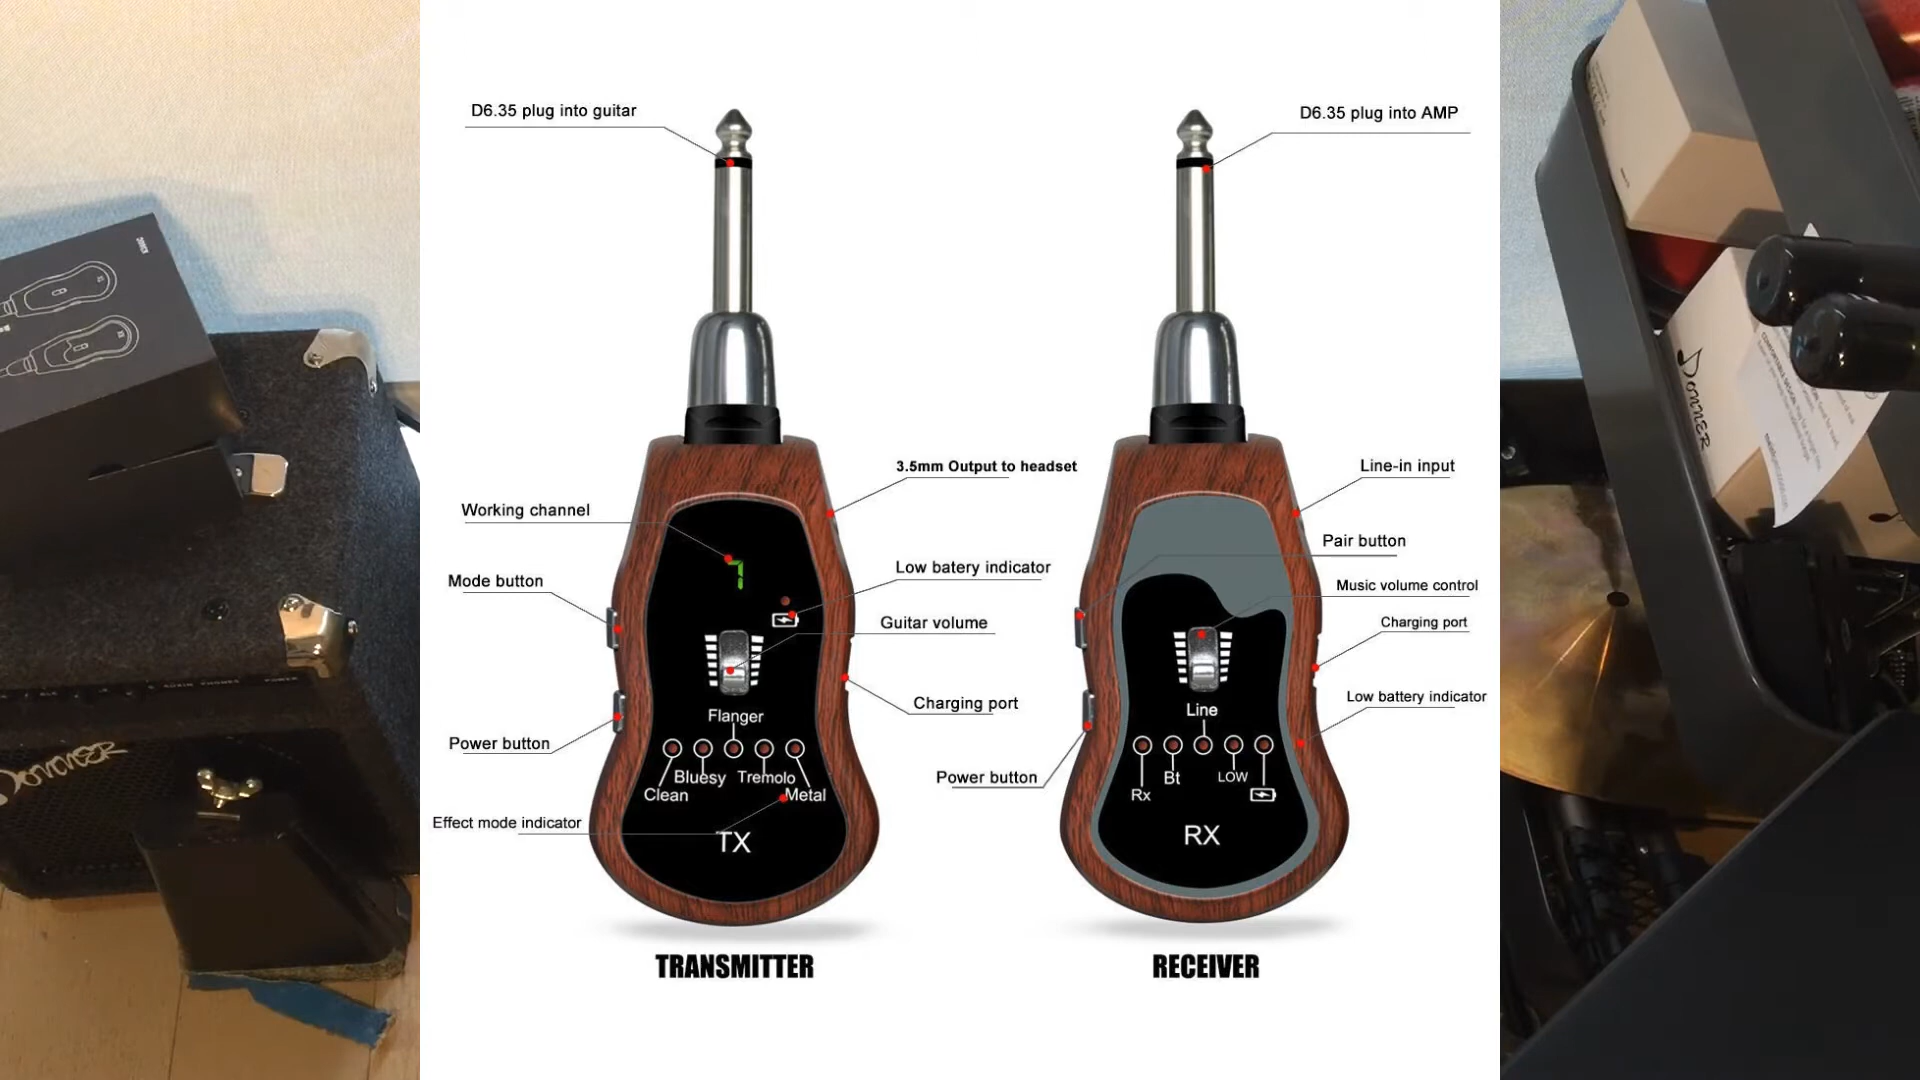 D6.35 plug into guitar
D6.35 plug into AMP
3.5mm Output to headset
Line-in input
Working channel
Pair button
Low batery indicator
Mode button
Music volume control
Guitar volume
Charging port
Low battery indicator
Charging port
Flanger
Line
Power button
Bluesy
Tremolo
Bt
LOW
Power button
Clean
Metal
Rx
Effect mode indicator
TX
RX
TRANSMITTER
RECEIVER
DONNER
DONNER